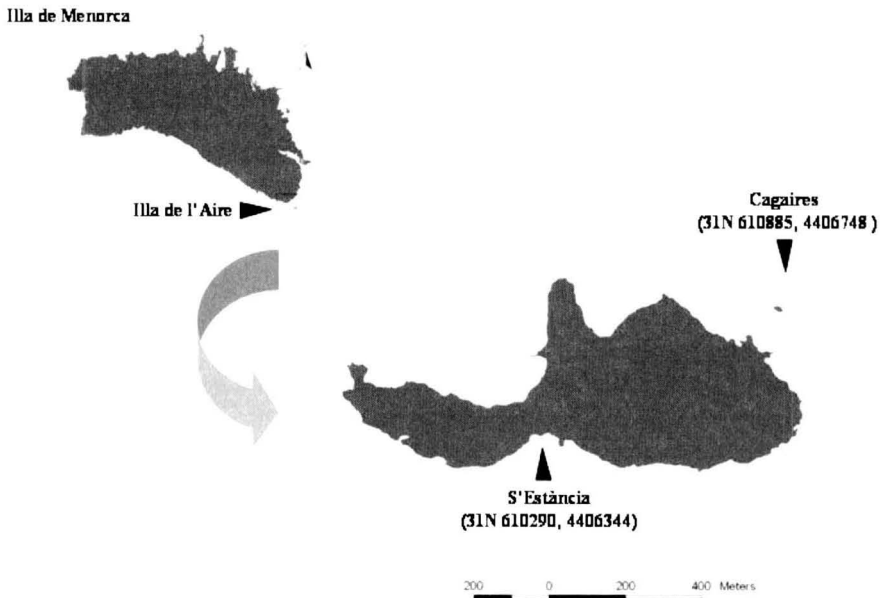 Illa de Menorca
Illa de l'Aire
Cagaires
(31N 610885, 4406748 )
S'Estància
(31N 610290, 4406344)
200 0 200 400 Meters